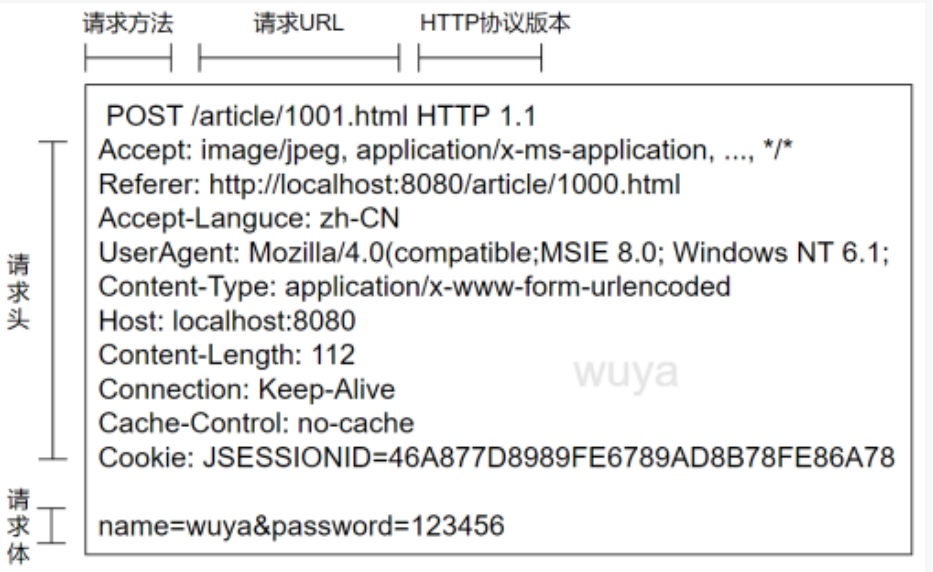 请求方法 请求URL HTTP协议版本
POST /article/1001.html HTTP 1.1
Accept: image/jpeg, application/x-ms-application, ..., */*
Referer: http://localhost:8080/article/1000.html
Accept-Languce: zh-CN
UserAgent: Mozilla/4.0(compatible;MSIE 8.0; Windows NT 6.1;
Content-Type: application/x-www-form-urlencoded
Host: localhost:8080
Content-Length: 112
Connection: Keep-Alive
Cache-Control: no-cache
Cookie: JSESSIONID=46A877D8989FE6789AD8B78FE86A78
请求头
wuya
name=wuya&password=123456
请求体